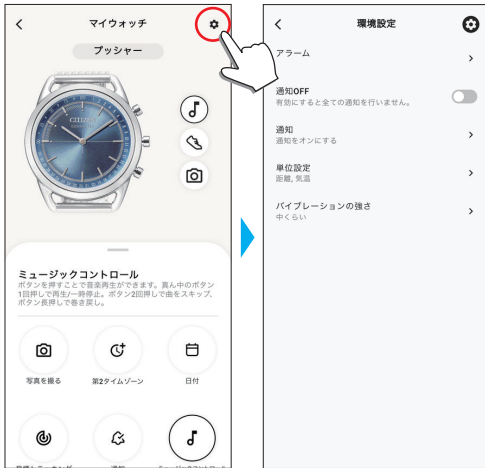 マイウォッチ
プッシャー
CITIZEN
ミュージックコントロール
ボタンを押すことで音楽再生ができます。真ん中のボタン
1回押しで再生/一時停止。ボタン2回押しで曲をスキップ、
ボタン長押しで巻き戻し。
写真を撮る
第2タイムゾーン
日付
環境設定
アラーム
通知OFF
有効にすると全ての通知を行いません。
通知
通知をオンにする
単位設定
距離, 気温
バイブレーションの強さ
中くらい